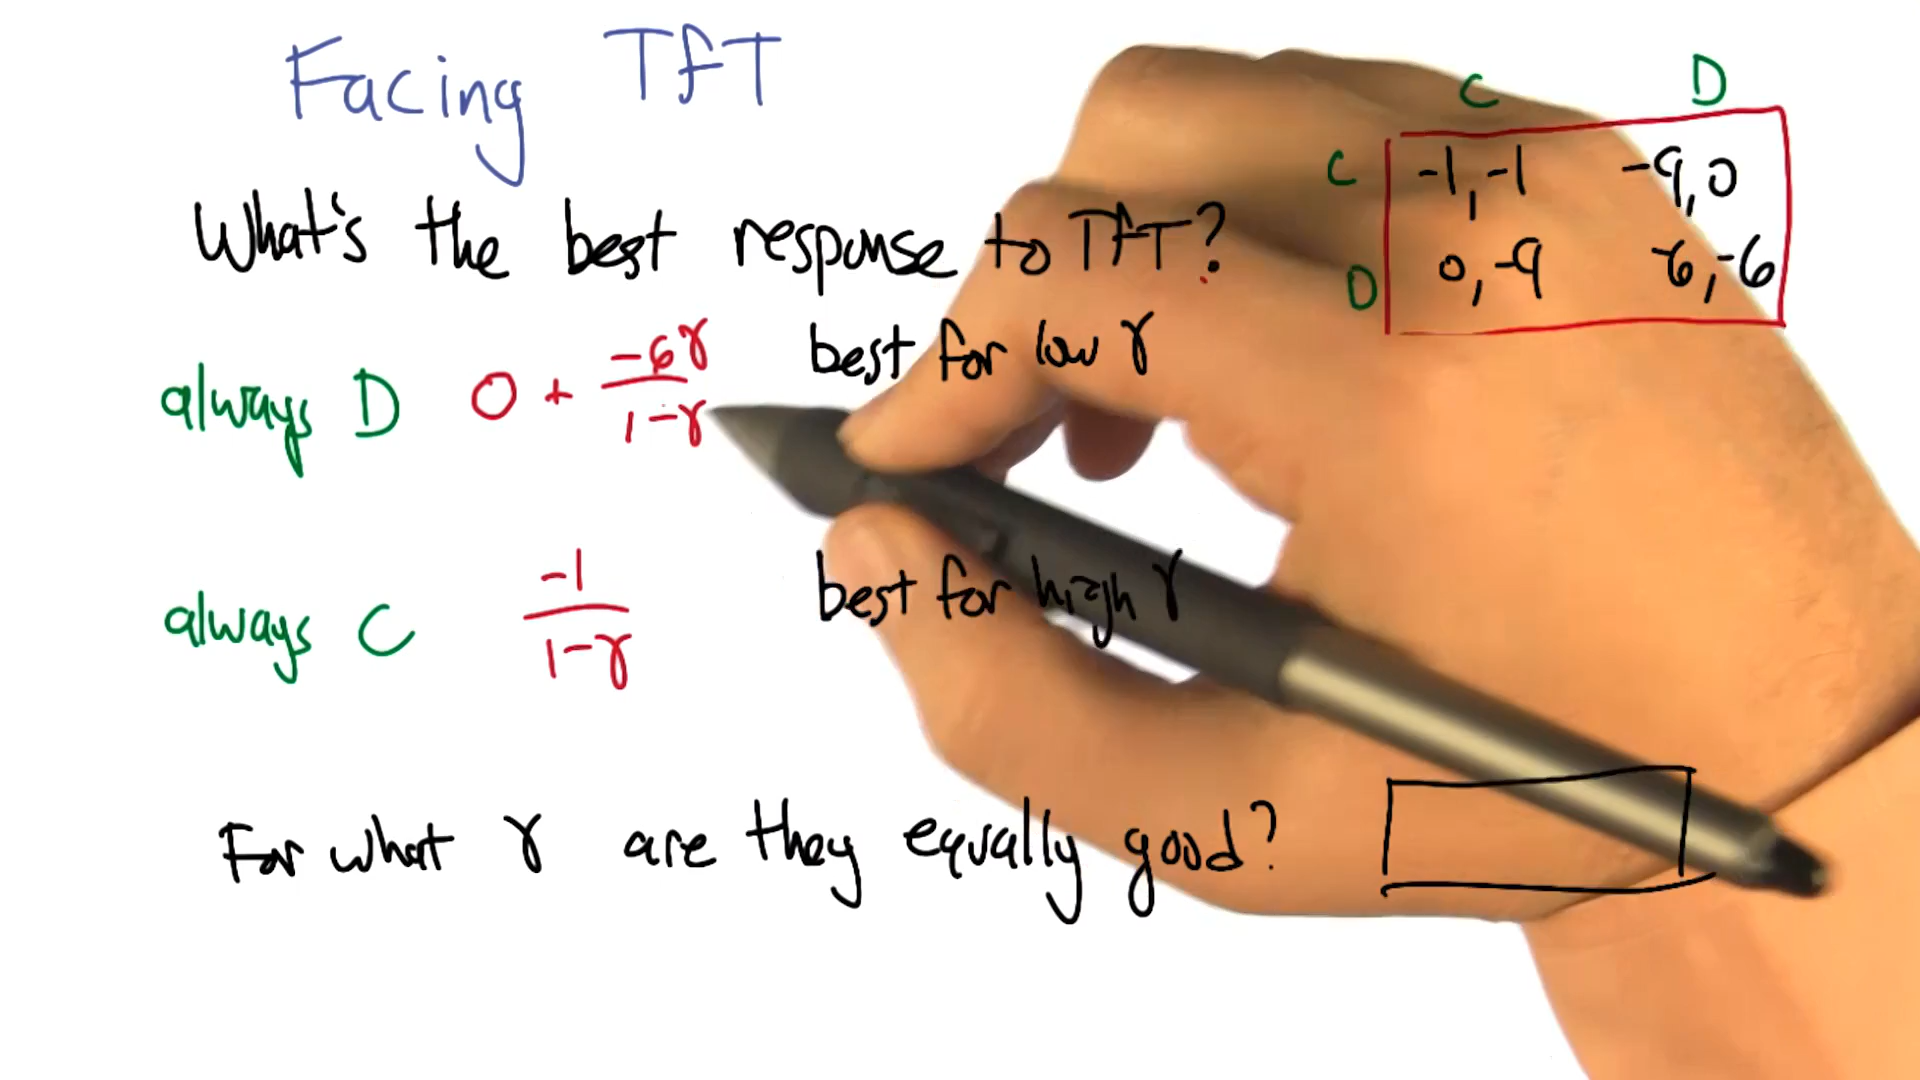 Facing TfT
C D
C -1,-1 -9,0
D 0,-9 -6,-6
What's the best response to TfT?
always D 0 + -6γ/1-γ best for low γ
always C -1/1-γ best for high γ
For what γ are they equally good?